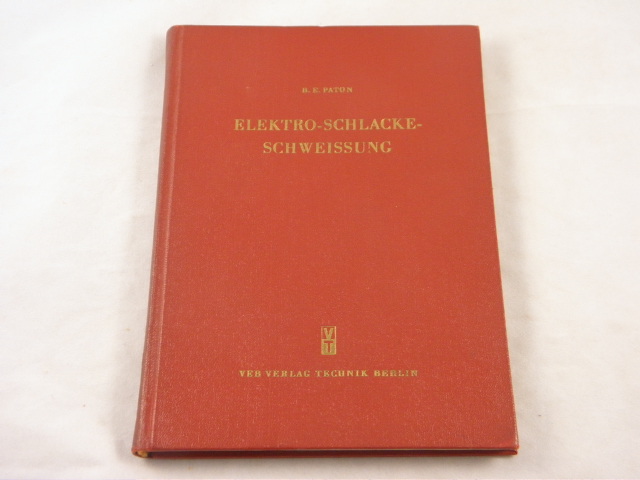 B. E. PATON
ELEKTRO-SCHLACKE-
SCHWEISSUNG
VT
VEB VERLAG TECHNIK BERLIN